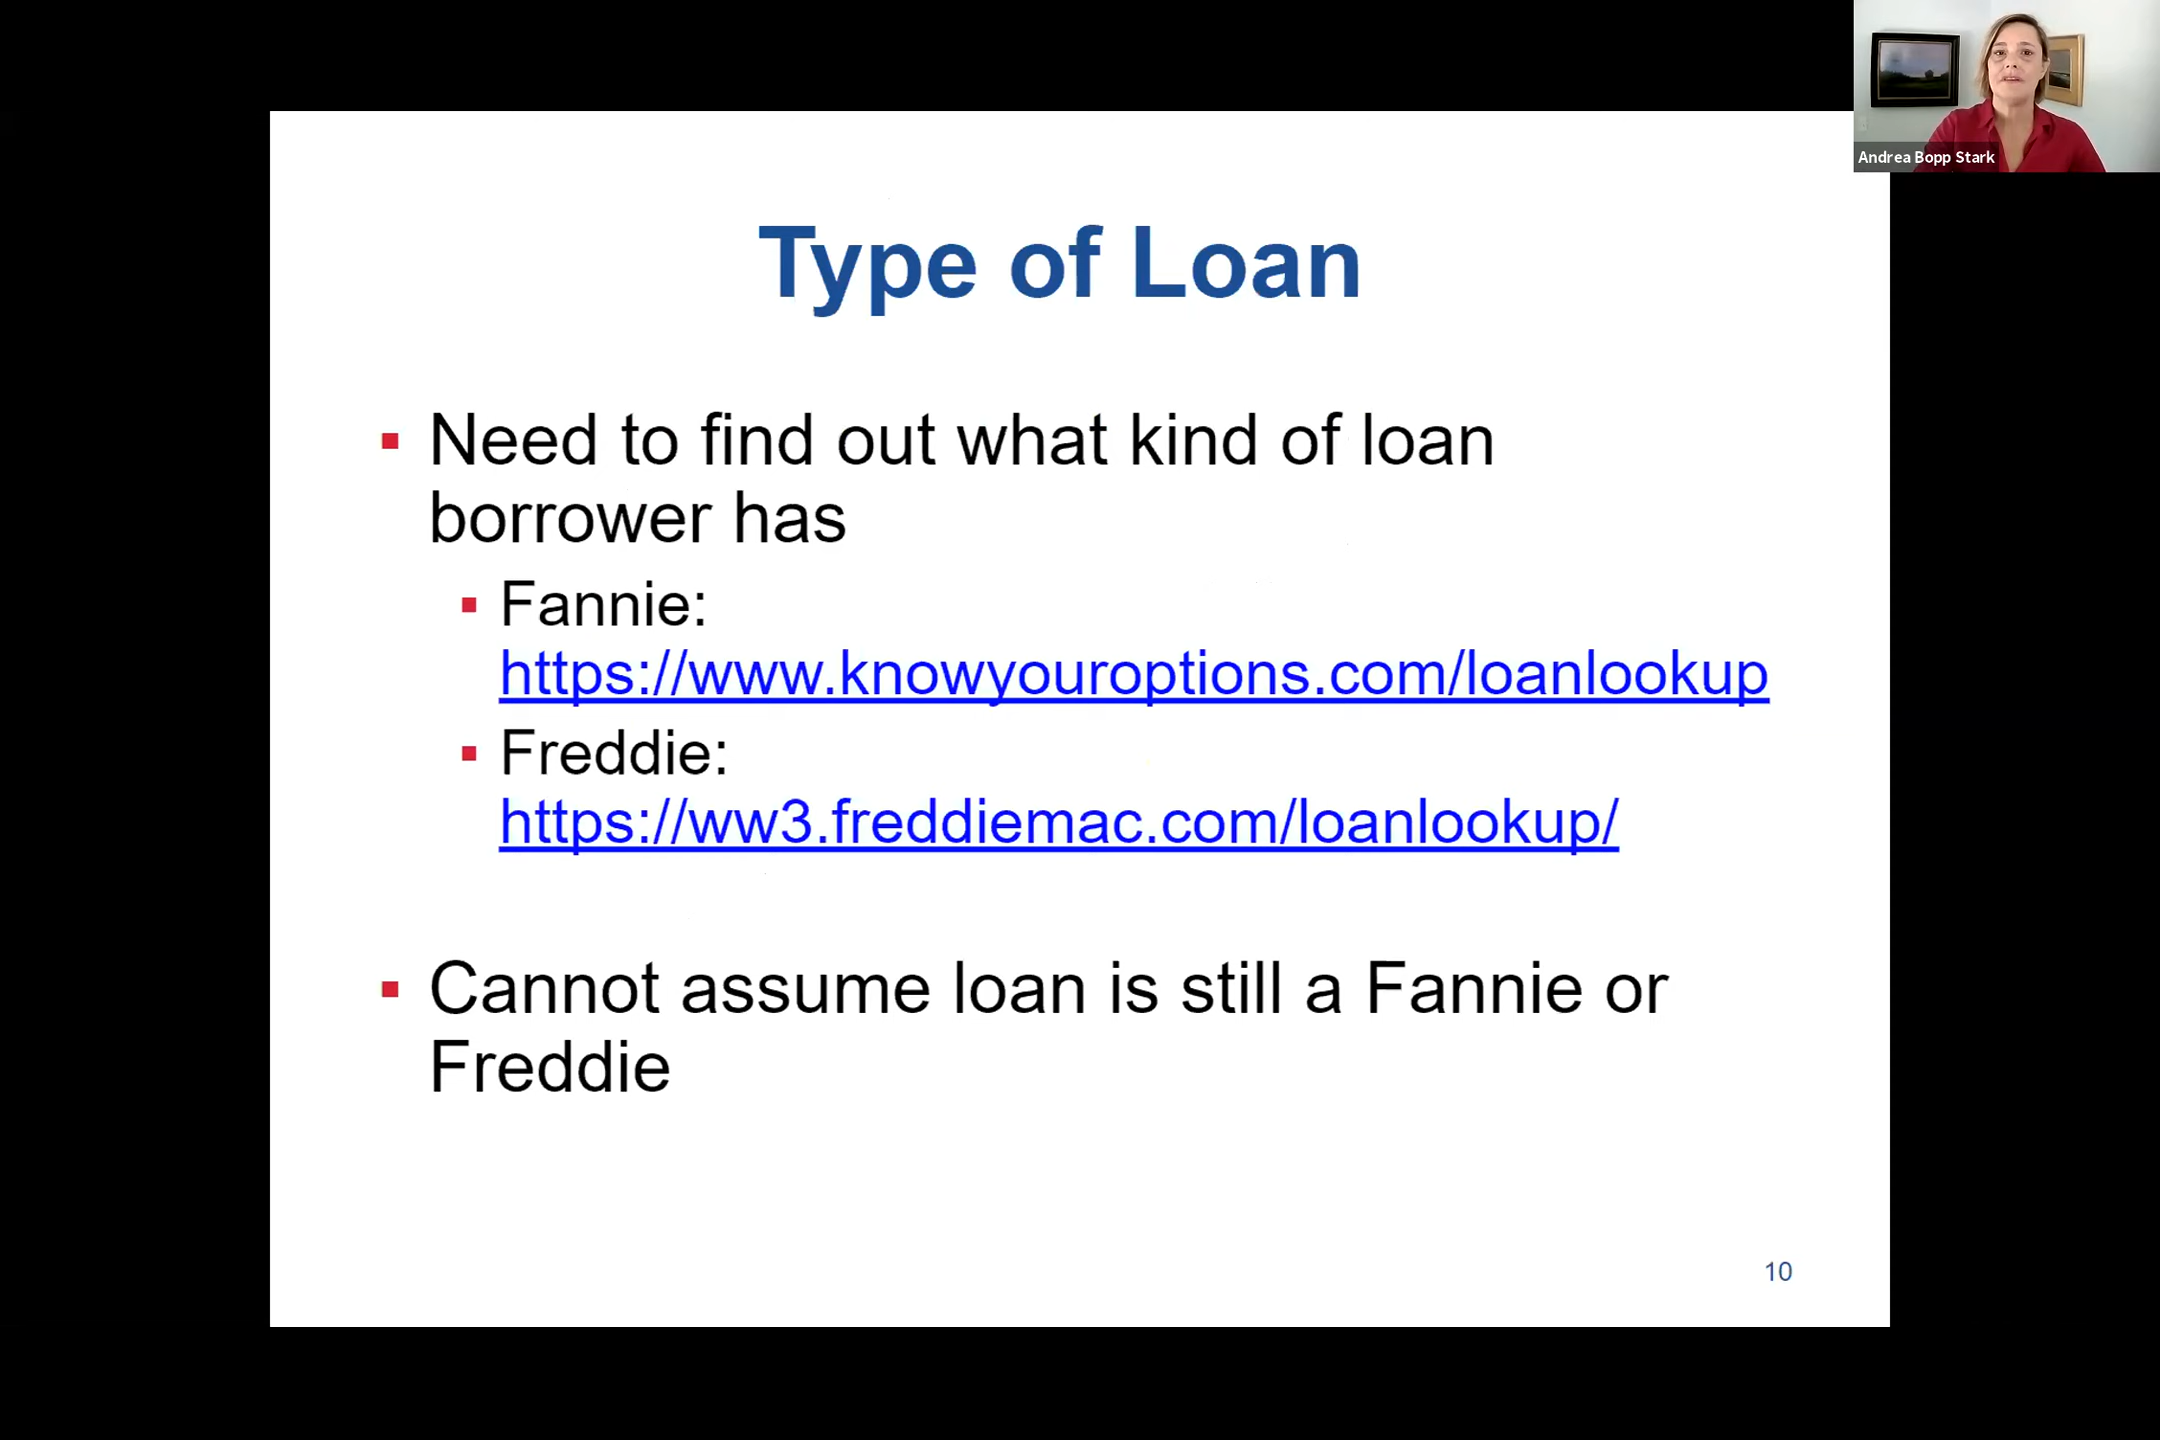 Andrea Bopp Stark
Type of Loan
▪ Need to find out what kind of loan
borrower has
▪ Fannie:
https://www.knowyouroptions.com/loanlookup
▪ Freddie:
https://ww3.freddiemac.com/loanlookup/
▪ Cannot assume loan is still a Fannie or
Freddie
10